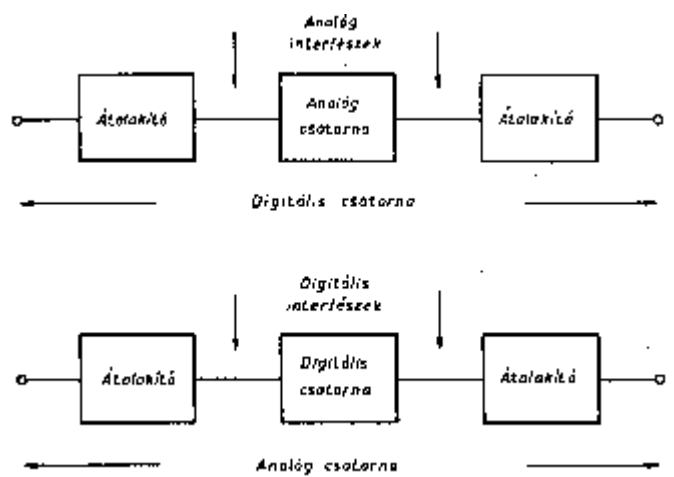 Analóg
interfészek
Átalakító
Analóg
csatorna
Átalakító
Digitális csatorna
Digitális
interfészek
Átalakító
Digitális
csatorna
Átalakító
Analóg csatorna